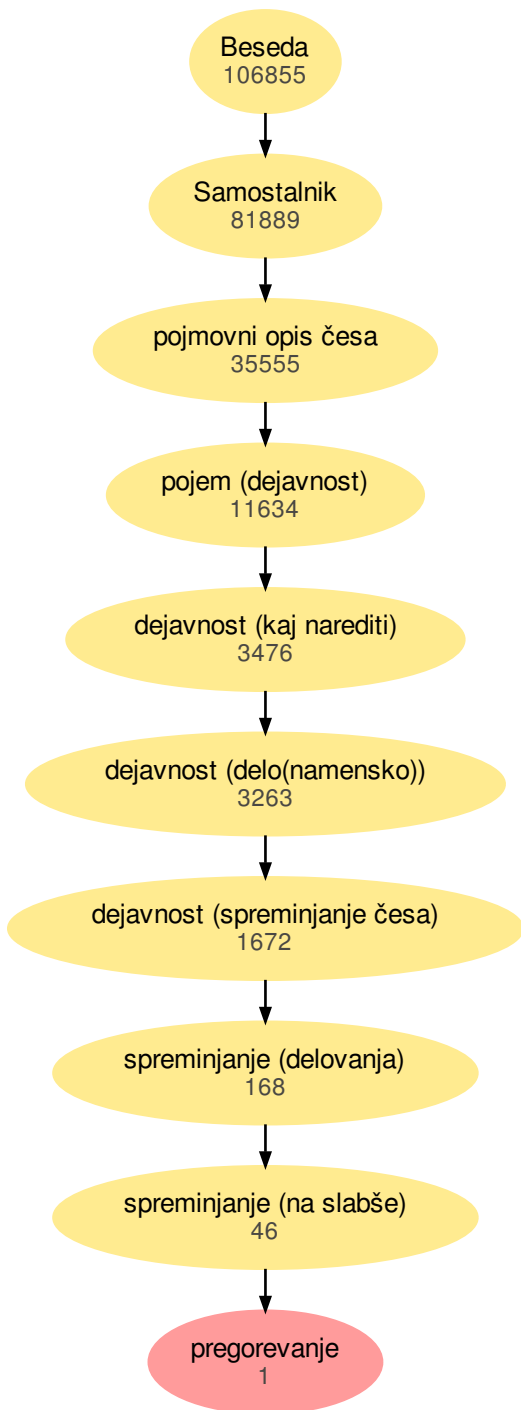 Beseda
106855
Samostalnik
81889
pojmovni opis česa
35555
pojem (dejavnost)
11634
dejavnost (kaj narediti)
3476
dejavnost (delo(namensko))
3263
dejavnost (spreminjanje česa)
1672
spreminjanje (delovanja)
168
spreminjanje (na slabše)
46
pregorevanje
1